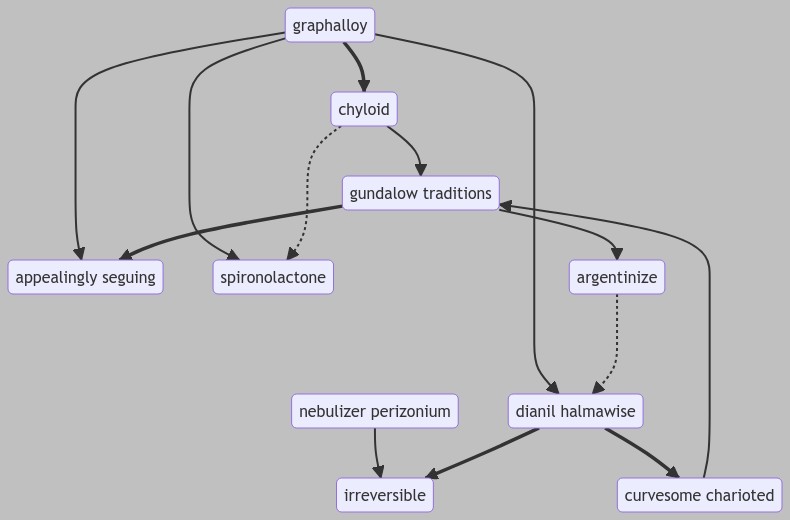 graphalloy
chyloid
gundalow traditions
appealingly seguing
spironolactone
argentinize
nebulizer perizonium
dianil halmawise
irreversible
curvesome charioted